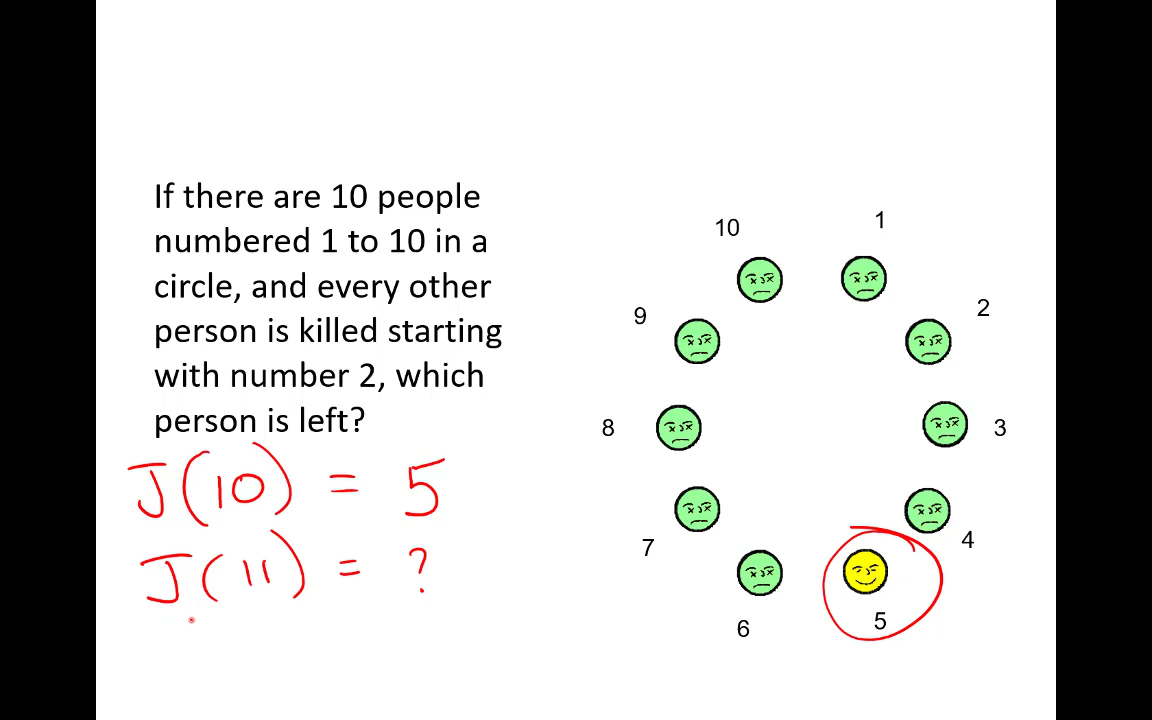 If there are 10 people
numbered 1 to 10 in a
circle, and every other
person is killed starting
with number 2, which
person is left?
J(10) = 5
J(11) = ?
10
1
9
2
8
3
7
4
6
5